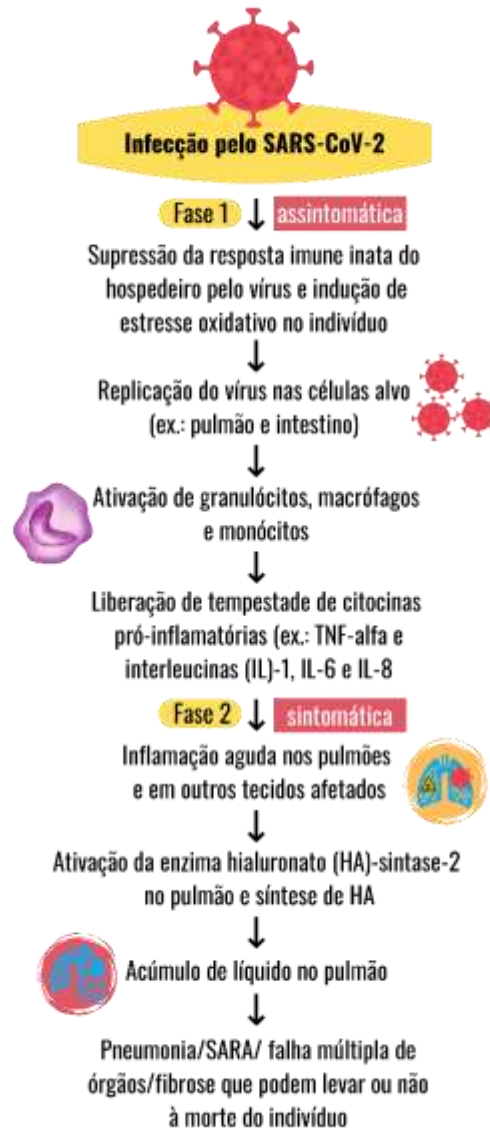 Infecção pelo SARS-CoV-2
Fase 1 assintomática
Supressão da resposta imune inata do
hospedeiro pelo vírus e indução de
estresse oxidativo no indivíduo
Replicação do vírus nas células alvo
(ex.: pulmão e intestino)
Ativação de granulócitos, macrófagos
e monócitos
Liberação de tempestade de citocinas
pró-inflamatórias (ex.: TNF-alfa e
interleucinas (IL)-1, IL-6 e IL-8
Fase 2 sintomática
Inflamação aguda nos pulmões
e em outros tecidos afetados
Ativação da enzima hialuronato (HA)-sintase-2
no pulmão e síntese de HA
Acúmulo de líquido no pulmão
Pneumonia/SARA/ falha múltipla de
órgãos/fibrose que podem levar ou não
à morte do indivíduo